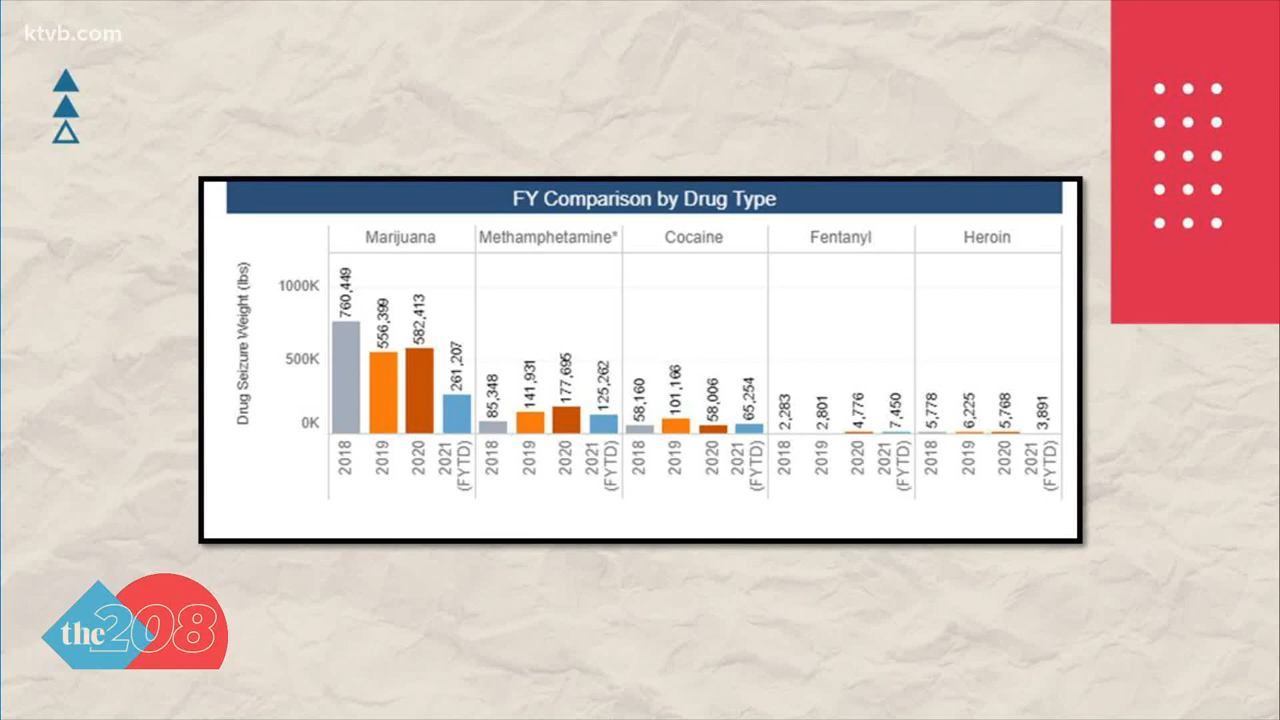 ktvb.com
FY Comparison by Drug Type
Marijuana Methamphetamine* Cocaine Fentanyl Heroin
Drug Seizure Weight (lbs)
1000K
500K
0K
760,449 556,399 582,413 261,207 85,348 141,931 177,695 125,262 58,160 101,166 58,006 65,254 2,283 2,801 4,776 7,450 5,778 6,225 5,768 3,891
2018 2019 2020 2021 (FYTD) 2018 2019 2020 2021 (FYTD) 2018 2019 2020 2021 (FYTD) 2018 2019 2020 2021 (FYTD) 2018 2019 2020 2021 (FYTD)
the 208